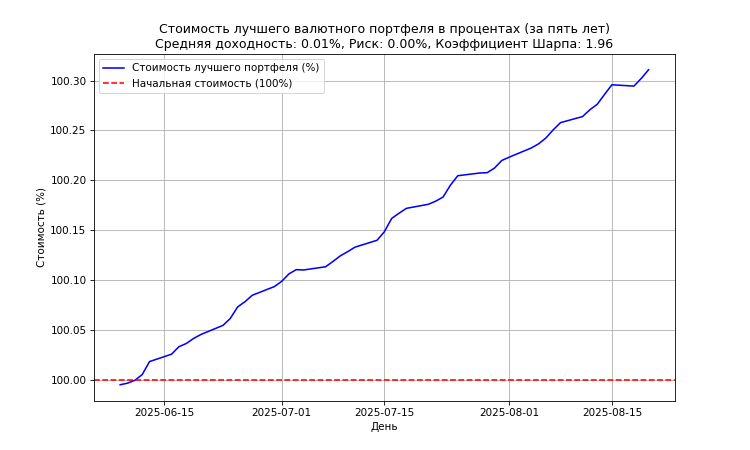 Стоимость лучшего валютного портфеля в процентах (за пять лет)
Средняя доходность: 0.01%, Риск: 0.00%, Коэффициент Шарпа: 1.96
Стоимость лучшего портфеля (%)
Начальная стоимость (100%)
Стоимость (%)
100.30
100.25
100.20
100.15
100.10
100.05
100.00
2025-06-15
2025-07-01
2025-07-15
2025-08-01
2025-08-15
День